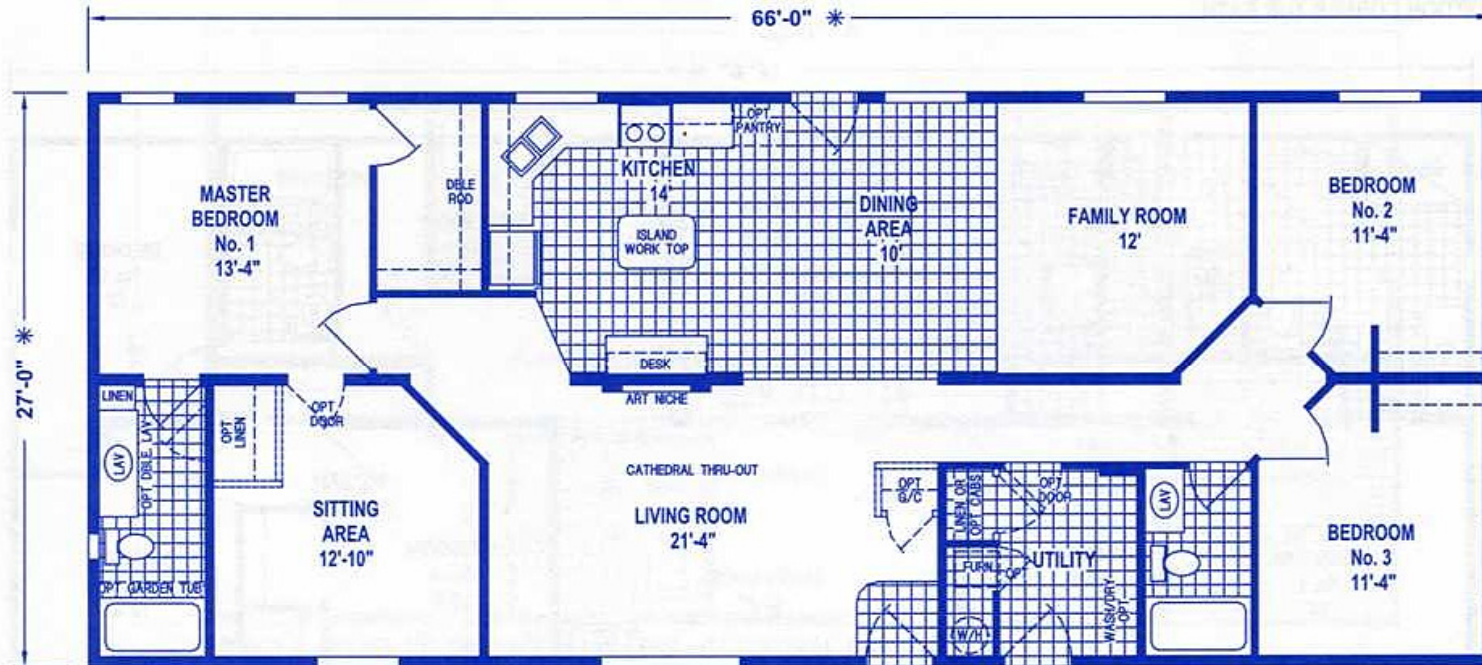 66'-0" *
27'-0" *
MASTER
BEDROOM
No. 1
13'-4"
DBLE
ROD
KITCHEN
14'
ISLAND
WORK TOP
OPT
PANTRY
DINING
AREA
10'
FAMILY ROOM
12'
BEDROOM
No. 2
11'-4"
DESK
ART NICHE
LINEN
LAV
OPT DBLE LAV
OPT GARDEN TUB
OPT
LINEN
OPT
DOOR
SITTING
AREA
12'-10"
CATHEDRAL THRU-OUT
LIVING ROOM
21'-4"
OPT
G/C
LINEN OR
OPT CABS
OPT
DOOR
FURN
OPT
UTILITY
W/H
WASH/DRY
OPT
LAV
BEDROOM
No. 3
11'-4"